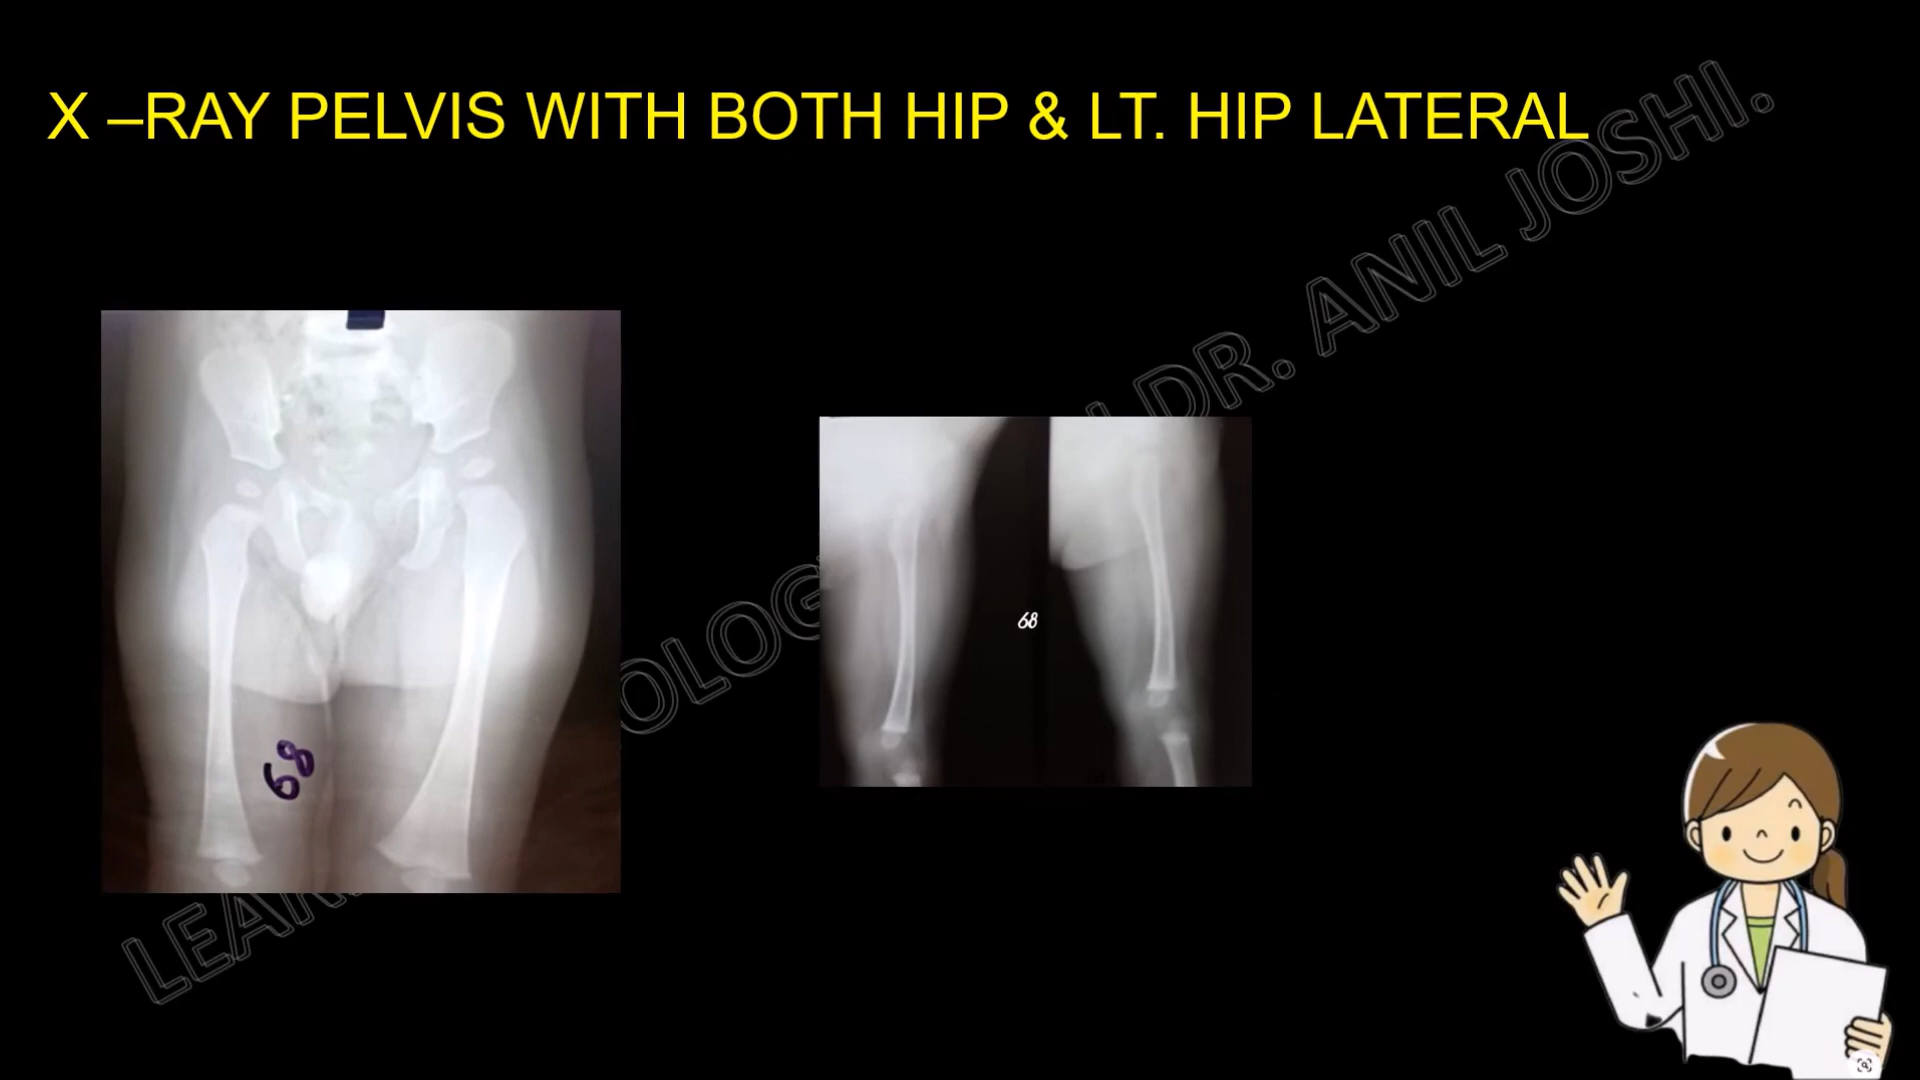 X –RAY PELVIS WITH BOTH HIP & LT. HIP LATERAL
DR. ANIL JOSHI.
68
68